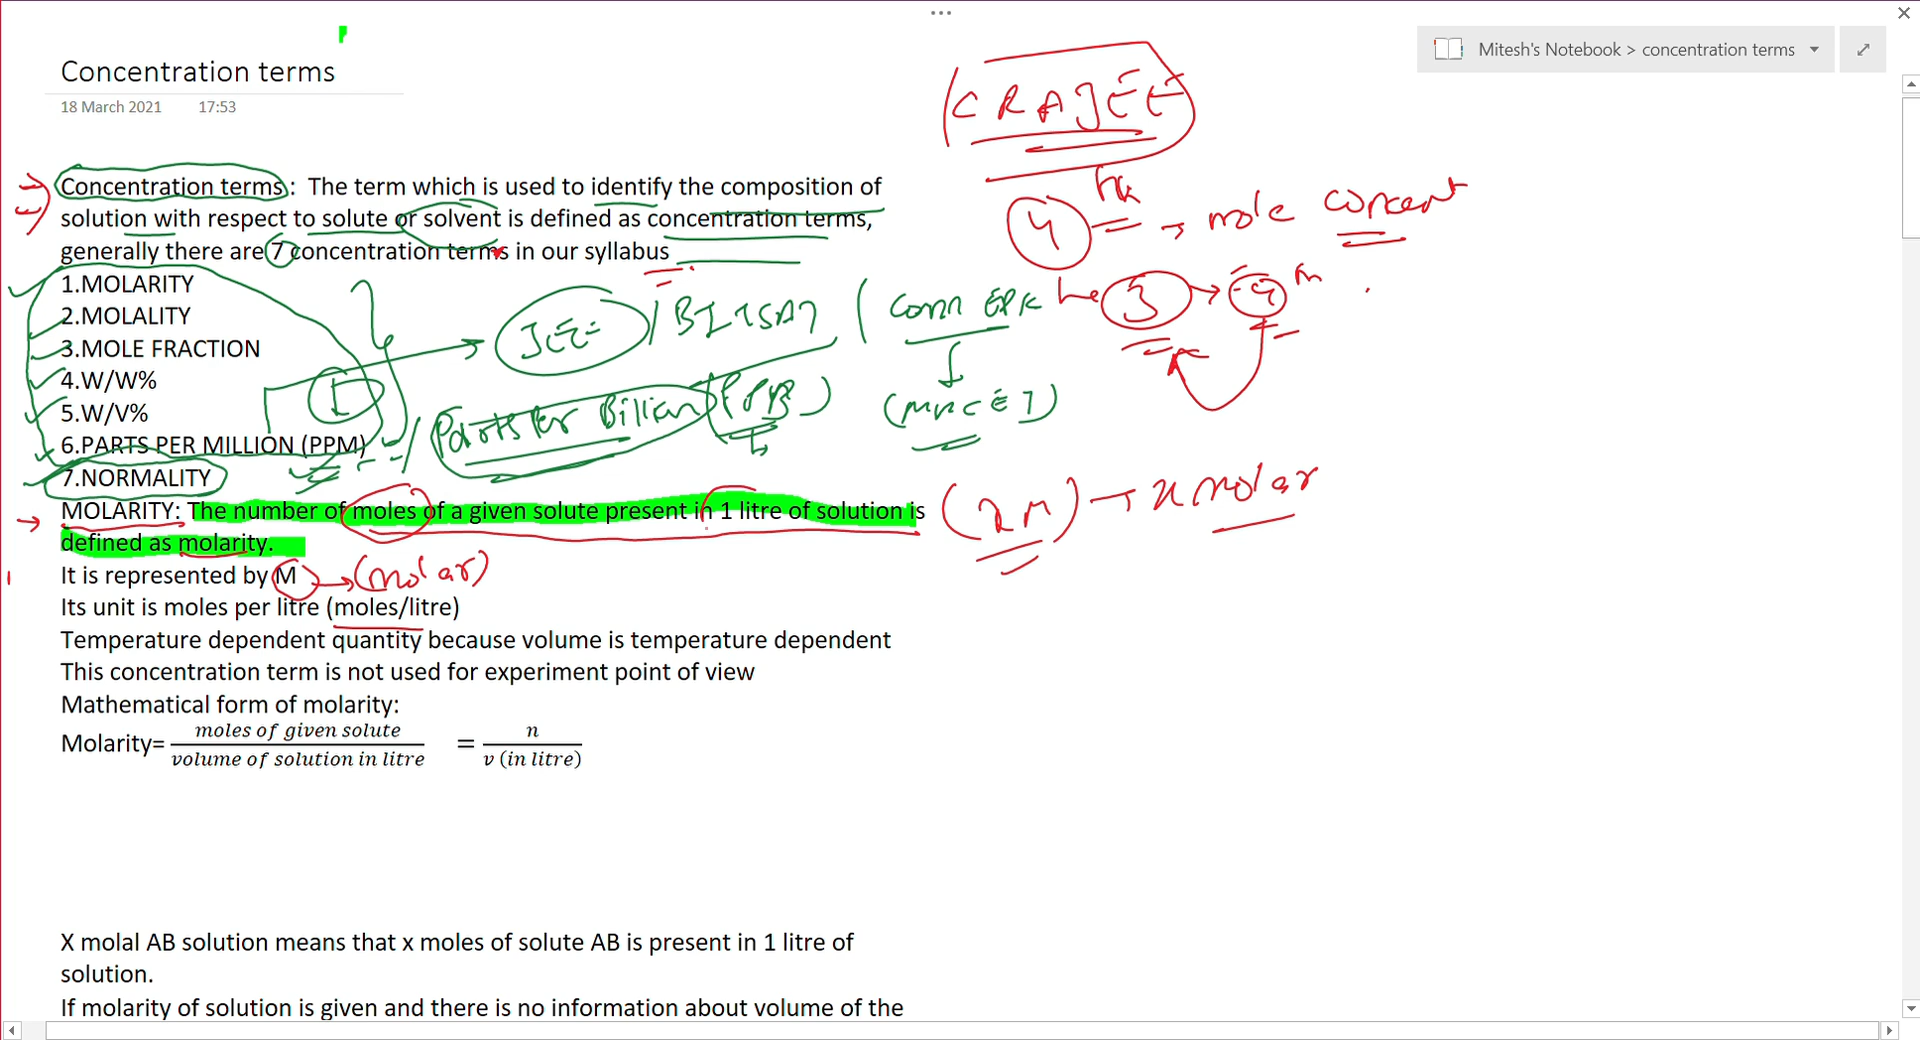 Mitesh's Notebook > concentration terms
Concentration terms
18 March 2021 17:53
CRAJEE
Concentration terms : The term which is used to identify the composition of
solution with respect to solute or solvent is defined as concentration terms,
generally there are 7 concentration terms in our syllabus
4 → mole concent
3 → 9
1.MOLARITY
2.MOLALITY
3.MOLE FRACTION
4.W/W%
5.W/V%
6.PARTS PER MILLION (PPM)
7.NORMALITY
JEE / BITSAT /
Parts Per Billion (PPB)
MOLARITY: The number of moles of a given solute present in 1 litre of solution is
defined as molarity.
→ x molar
It is represented by M → (molar)
Its unit is moles per litre (moles/litre)
Temperature dependent quantity because volume is temperature dependent
This concentration term is not used for experiment point of view
Mathematical form of molarity:
Molarity= moles of given solute / volume of solution in litre = n / v (in litre)
X molal AB solution means that x moles of solute AB is present in 1 litre of
solution.
If molarity of solution is given and there is no information about volume of the